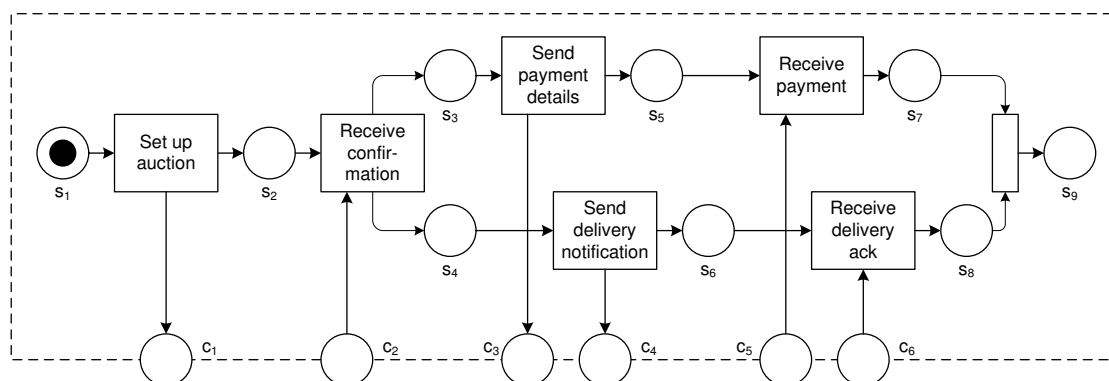 Send
payment
details
Receive
payment
s3
s5
s7
Set up
auction
Receive
confir-
mation
s1
s2
s9
Send
delivery
notification
Receive
delivery
ack
s4
s6
s8
c1
c2
c3
c4
c5
c6